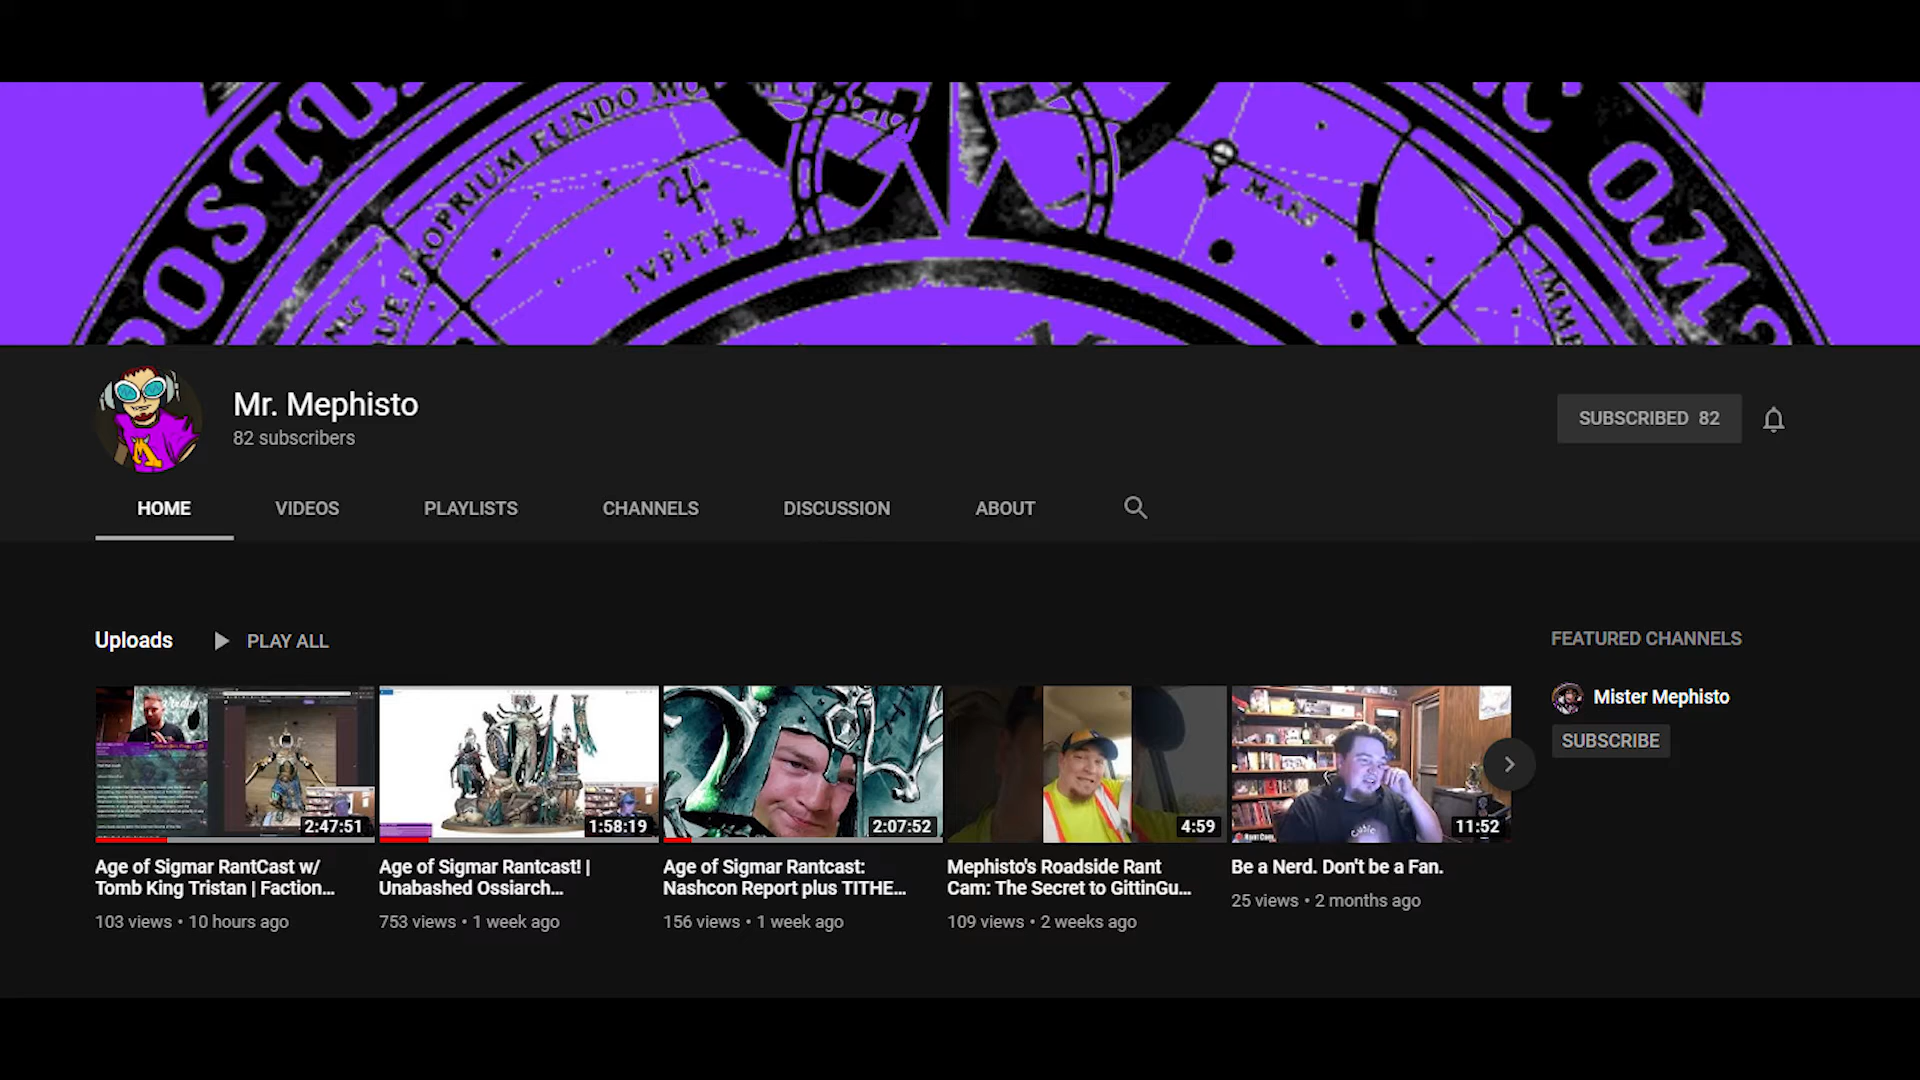 PROPRIUM FUNDO
IVPITER
MARS
Mr. Mephisto
82 subscribers
SUBSCRIBED 82
HOME VIDEOS PLAYLISTS CHANNELS DISCUSSION ABOUT
Uploads PLAY ALL
FEATURED CHANNELS
Mister Mephisto
SUBSCRIBE
2:47:51
1:58:19
2:07:52
4:59
11:52
Age of Sigmar RantCast w/
Tomb King Tristan | Faction...
103 views • 10 hours ago
Age of Sigmar Rantcast! |
Unabashed Ossiarch...
753 views • 1 week ago
Age of Sigmar Rantcast:
Nashcon Report plus TITHE...
156 views • 1 week ago
Mephisto's Roadside Rant
Cam: The Secret to GittinGu...
109 views • 2 weeks ago
Be a Nerd. Don't be a Fan.
25 views • 2 months ago